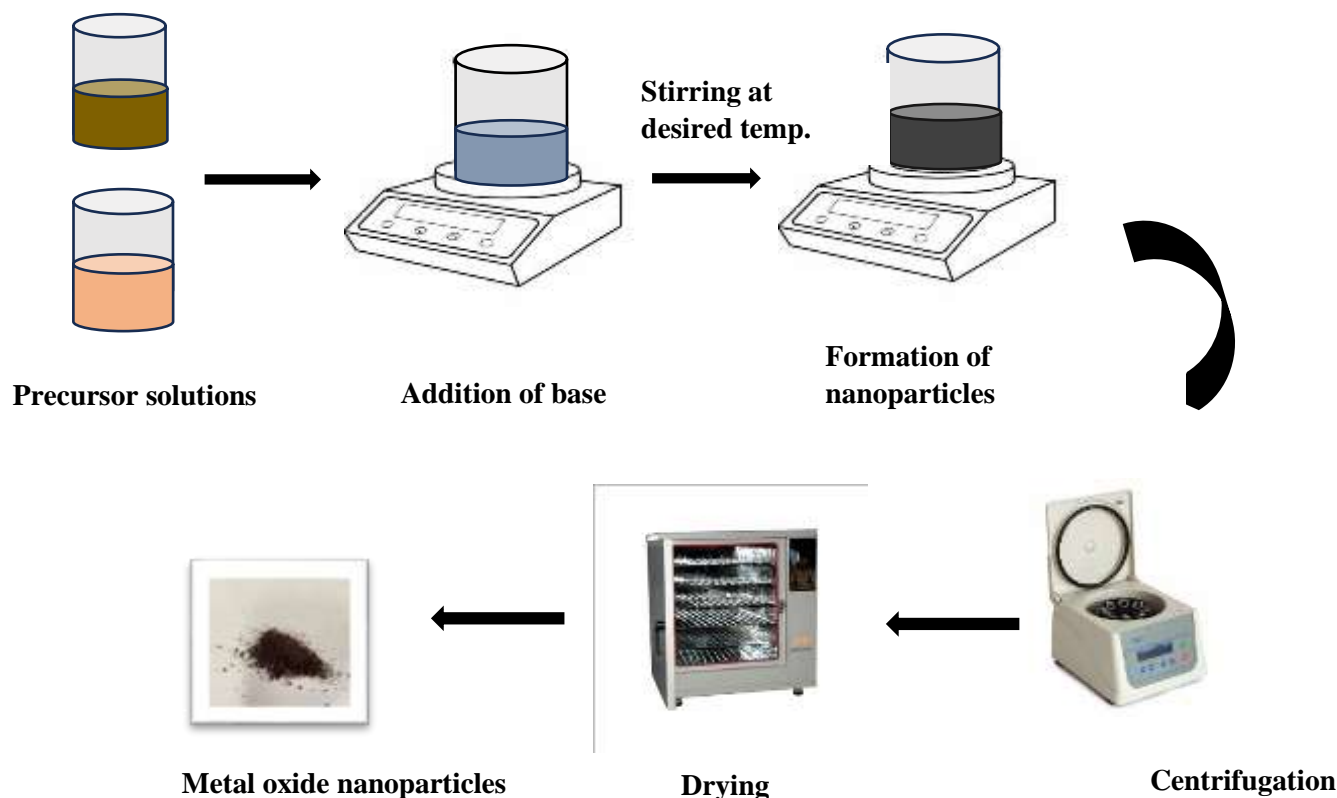 Stirring at
desired temp.
Precursor solutions
Addition of base
Formation of
nanoparticles
Metal oxide nanoparticles
Drying
Centrifugation